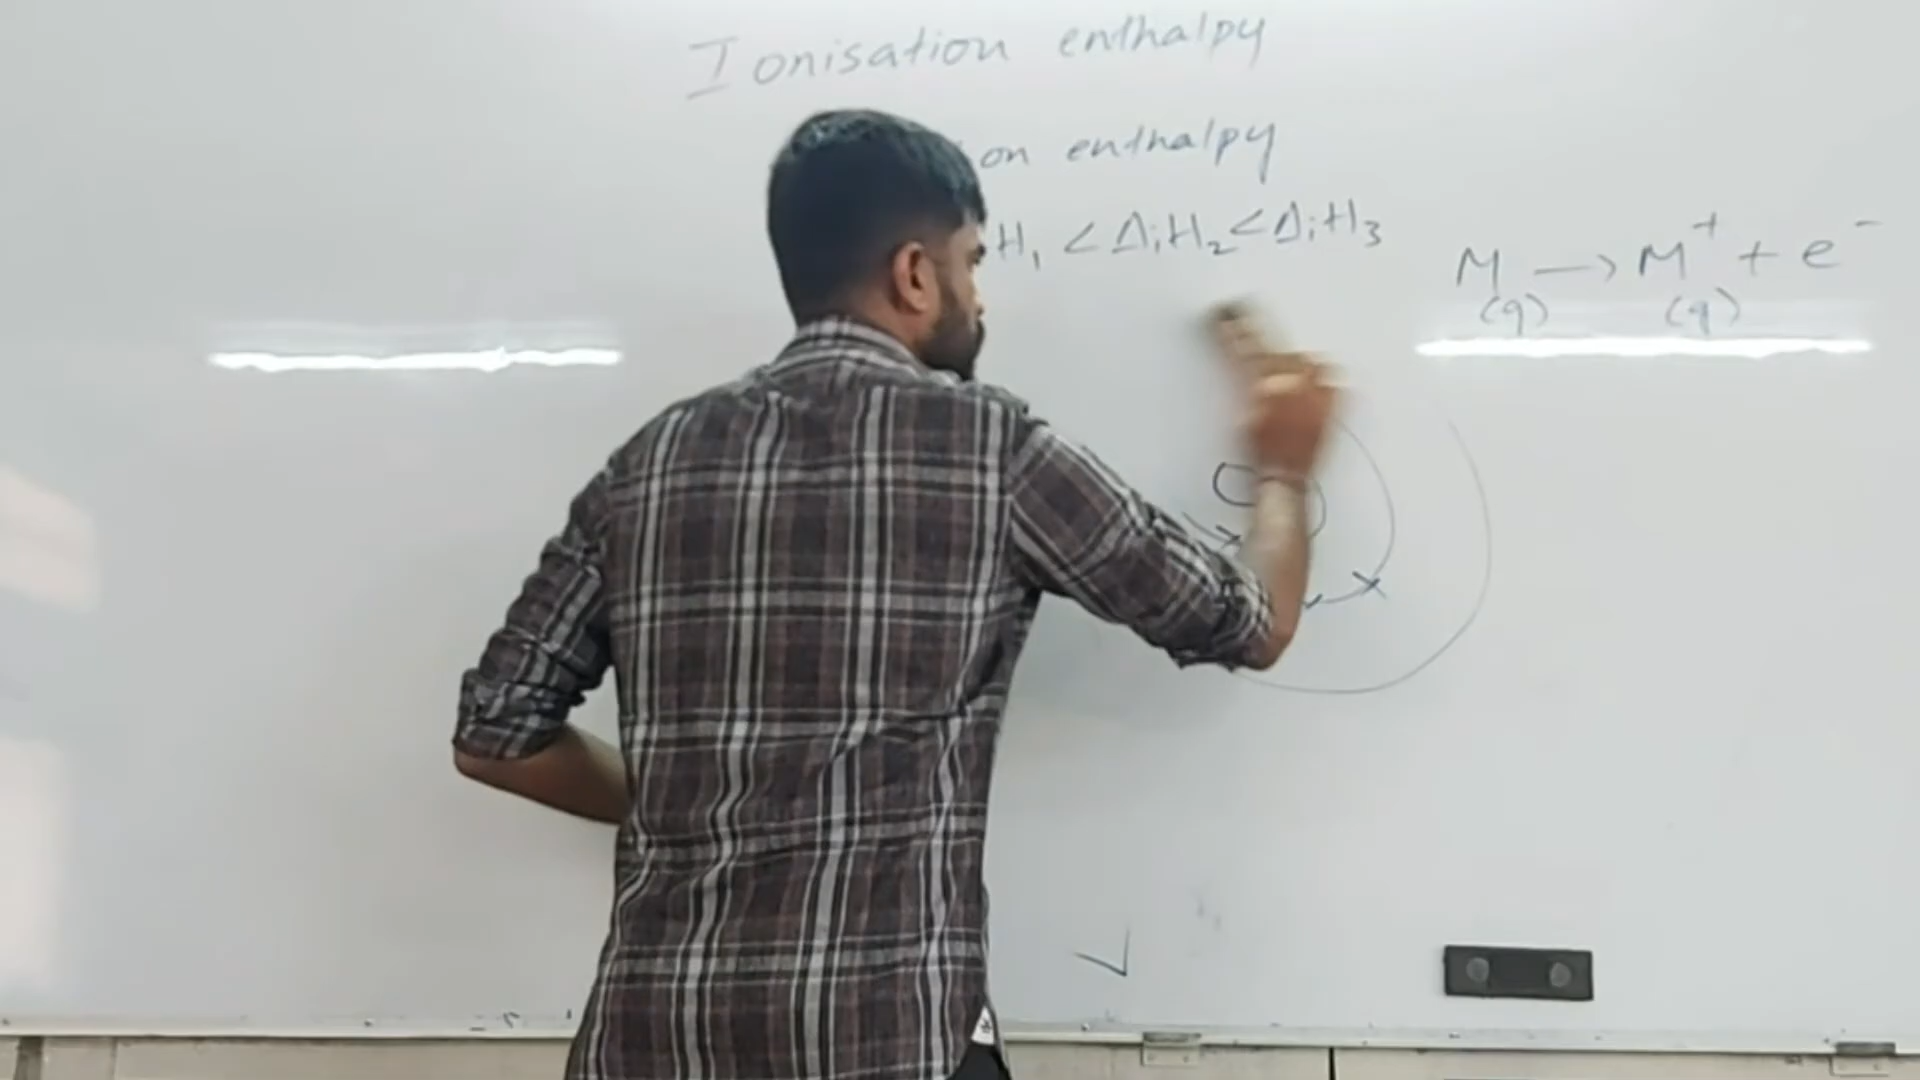 Ionisation enthalpy
on enthalpy
H₁ < ΔᵢH₂ < ΔᵢH₃
M → M⁺ + e⁻
(g) (g)